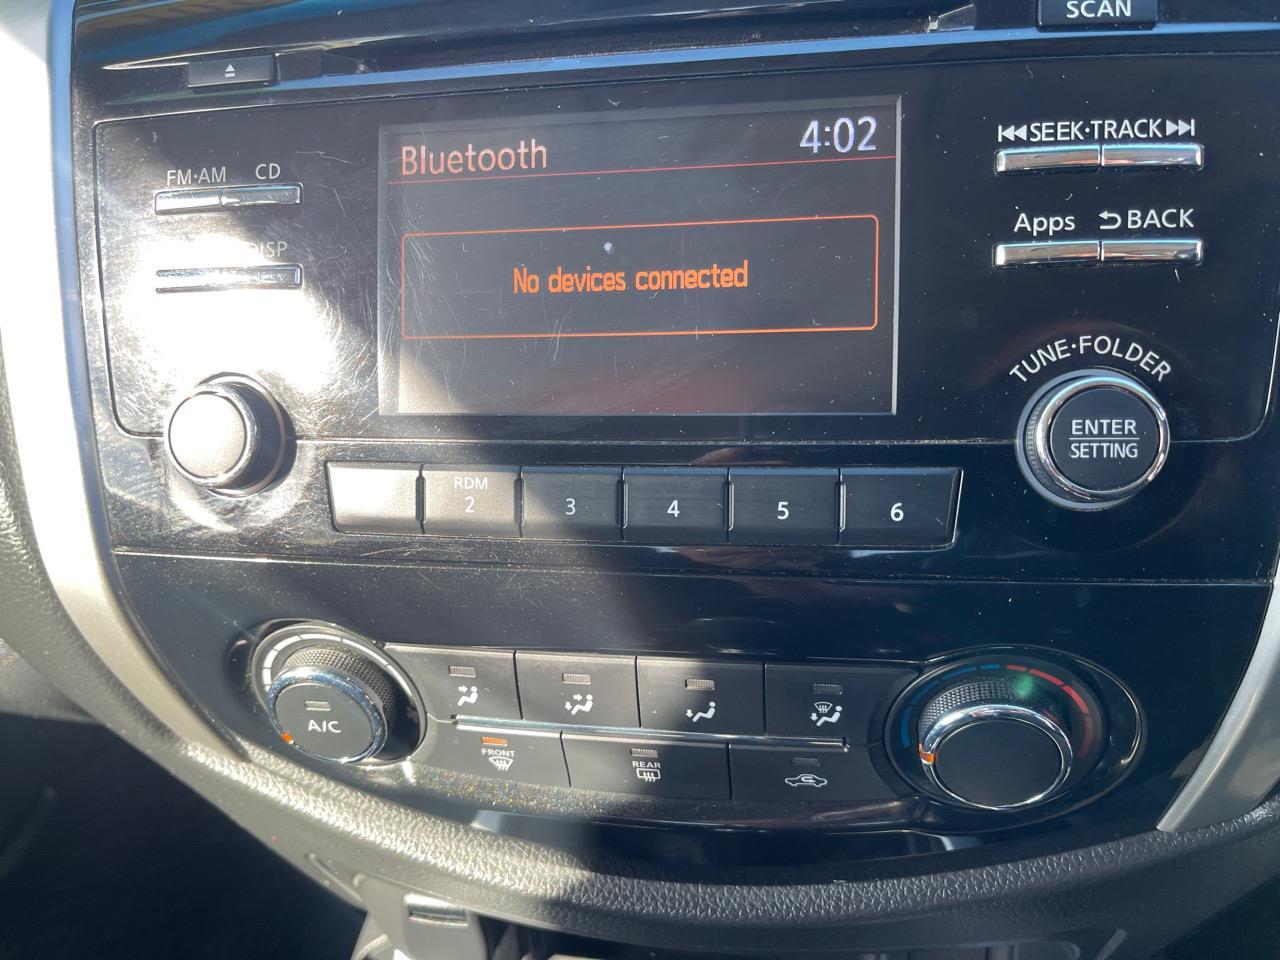 SCAN
FM·AM CD
DISP
Bluetooth 4:02
No devices connected
SEEK·TRACK
Apps BACK
TUNE·FOLDER
ENTER
SETTING
RDM
2 3 4 5 6
A/C
FRONT
REAR